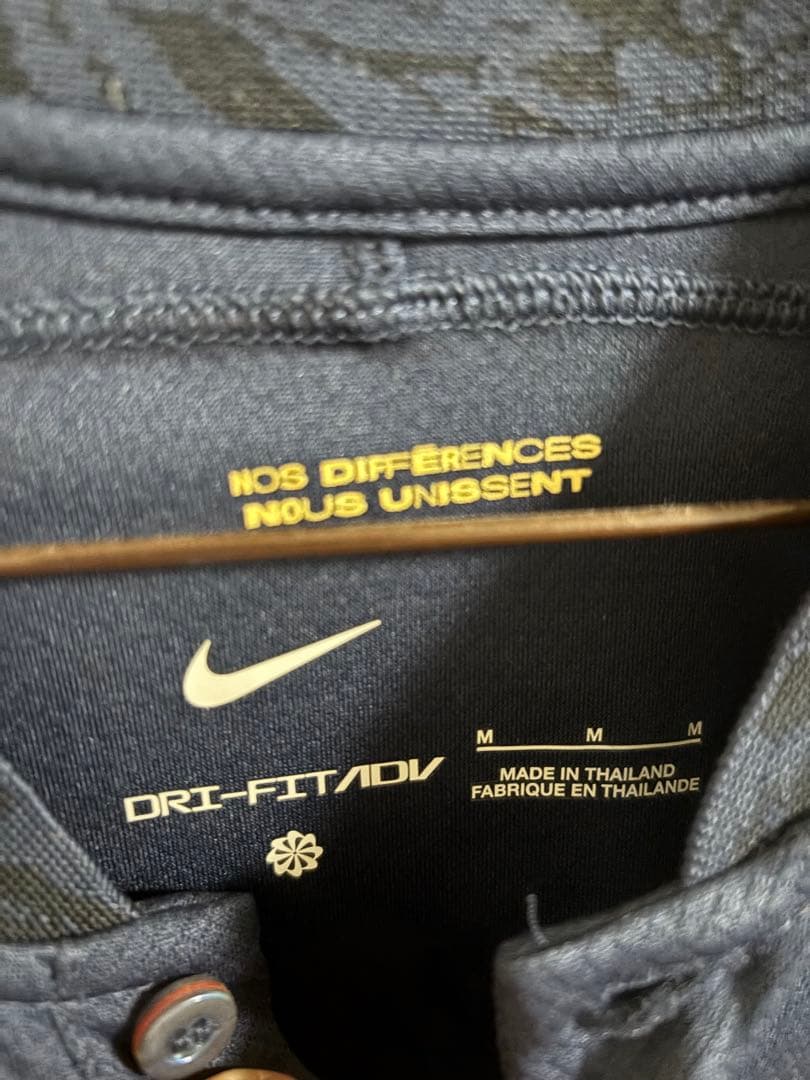 NOS DIFFÉRENCES
NOUS UNISSENT
M M M
DRI-FIT ADV
MADE IN THAILAND
FABRIQUE EN THAILANDE